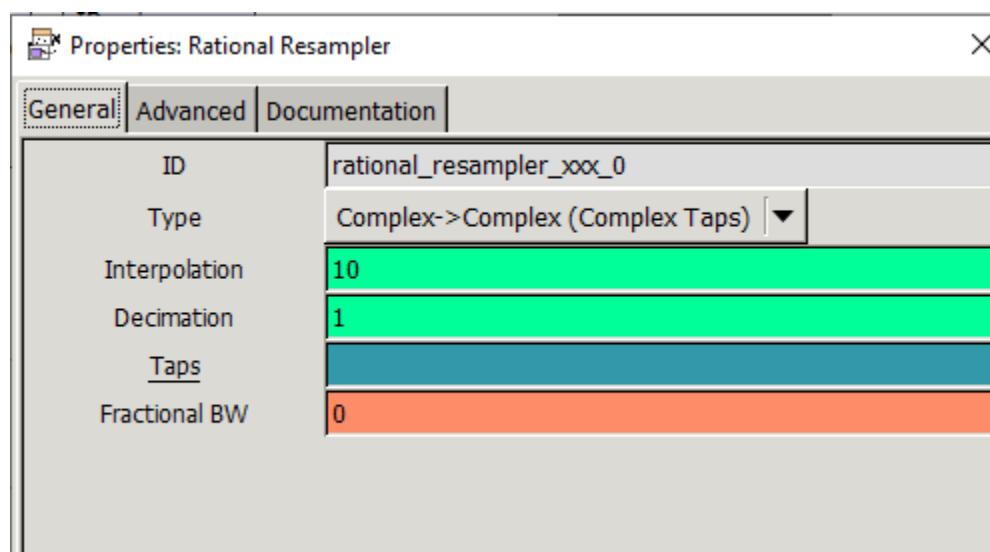 Properties: Rational Resampler
General Advanced Documentation
ID rational_resampler_xxx_0
Type Complex->Complex (Complex Taps)
Interpolation 10
Decimation 1
Taps
Fractional BW 0